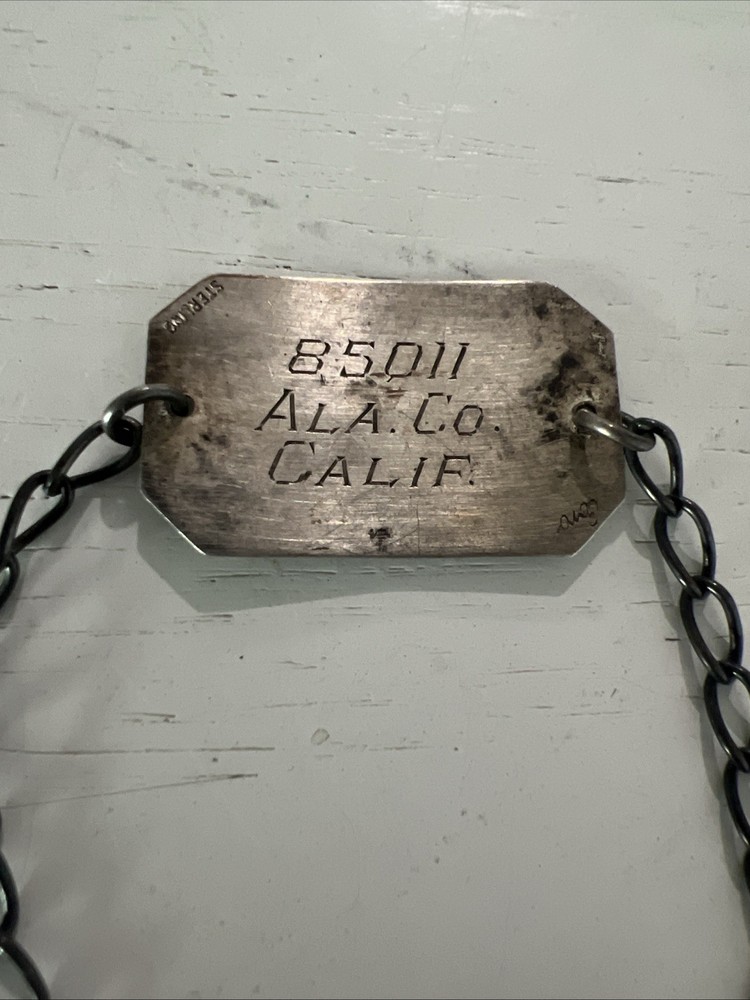 STERLING
85011
ALA. CO.
CALIF.